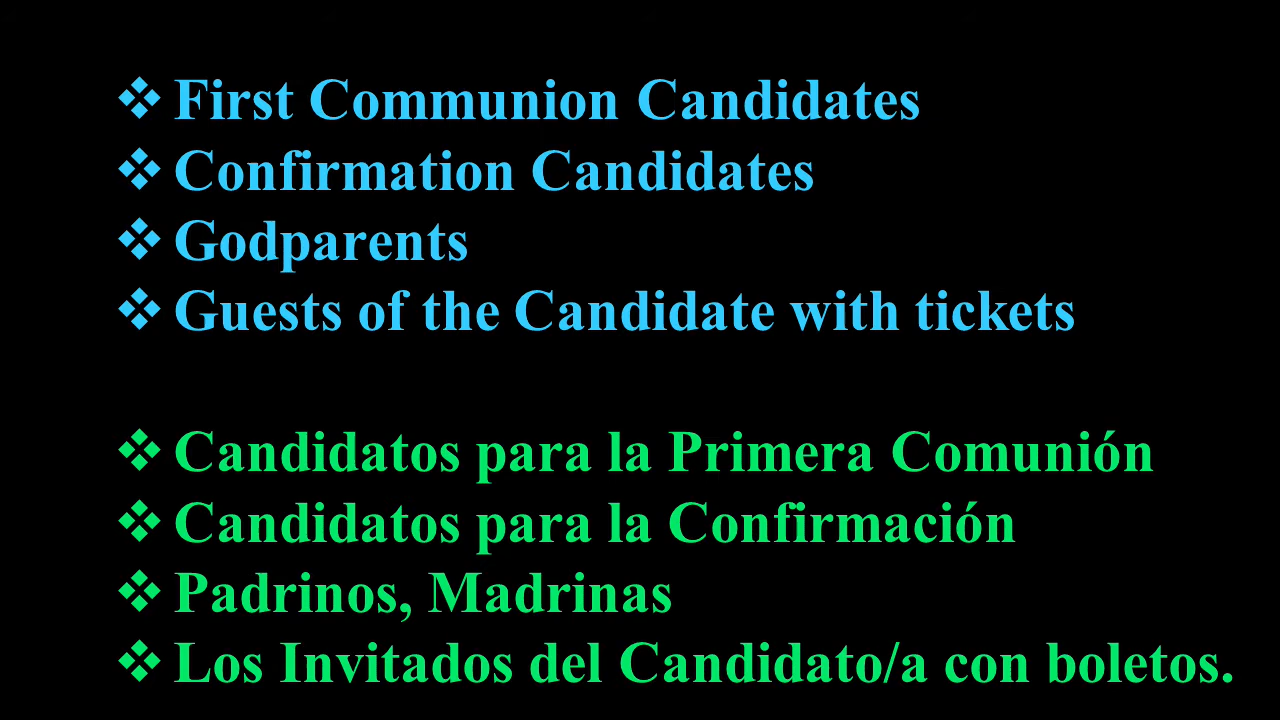 ❖ First Communion Candidates
❖ Confirmation Candidates
❖ Godparents
❖ Guests of the Candidate with tickets
❖ Candidatos para la Primera Comunión
❖ Candidatos para la Confirmación
❖ Padrinos, Madrinas
❖ Los Invitados del Candidato/a con boletos.